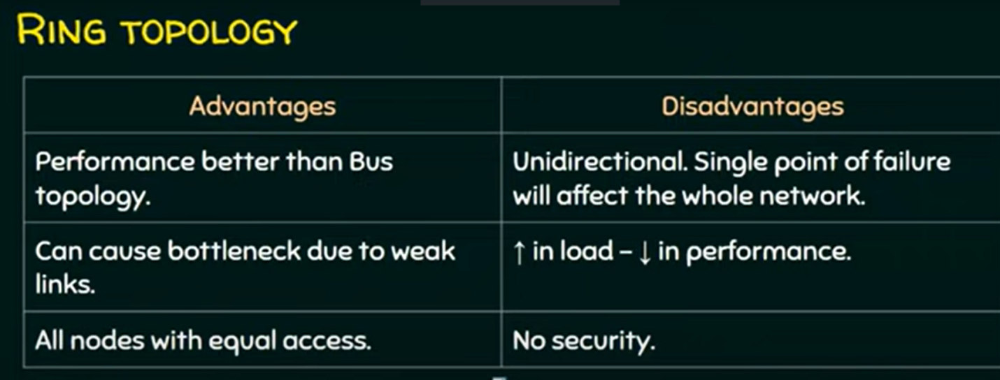 RING TOPOLOGY
Advantages
Disadvantages
Performance better than Bus
topology.
Unidirectional. Single point of failure
will affect the whole network.
Can cause bottleneck due to weak
links.
↑ in load – ↓ in performance.
All nodes with equal access.
No security.